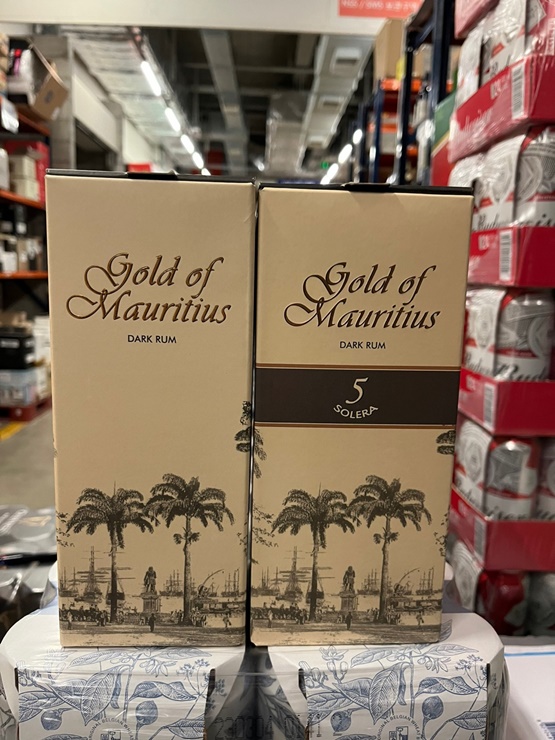 Gold of
Mauritius
DARK RUM
Gold of
Mauritius
DARK RUM
5
SOLERA